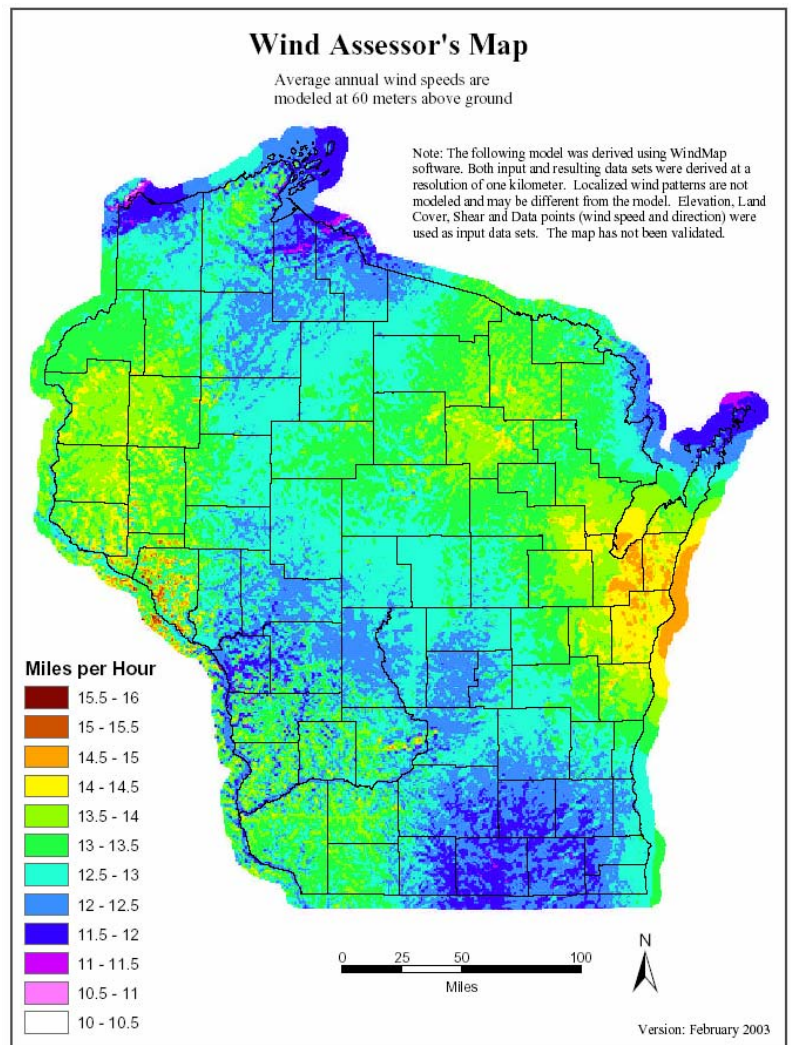 Wind Assessor's Map
Average annual wind speeds are
modeled at 60 meters above ground
Note: The following model was derived using WindMap
software. Both input and resulting data sets were derived at a
resolution of one kilometer. Localized wind patterns are not
modeled and may be different from the model. Elevation, Land
Cover, Shear and Data points (wind speed and direction) were
used as input data sets. The map has not been validated.
Miles per Hour
15.5 - 16
15 - 15.5
14.5 - 15
14 - 14.5
13.5 - 14
13 - 13.5
12.5 - 13
12 - 12.5
11.5 - 12
11 - 11.5
10.5 - 11
10 - 10.5
0 25 50 100
Miles
N
Version: February 2003